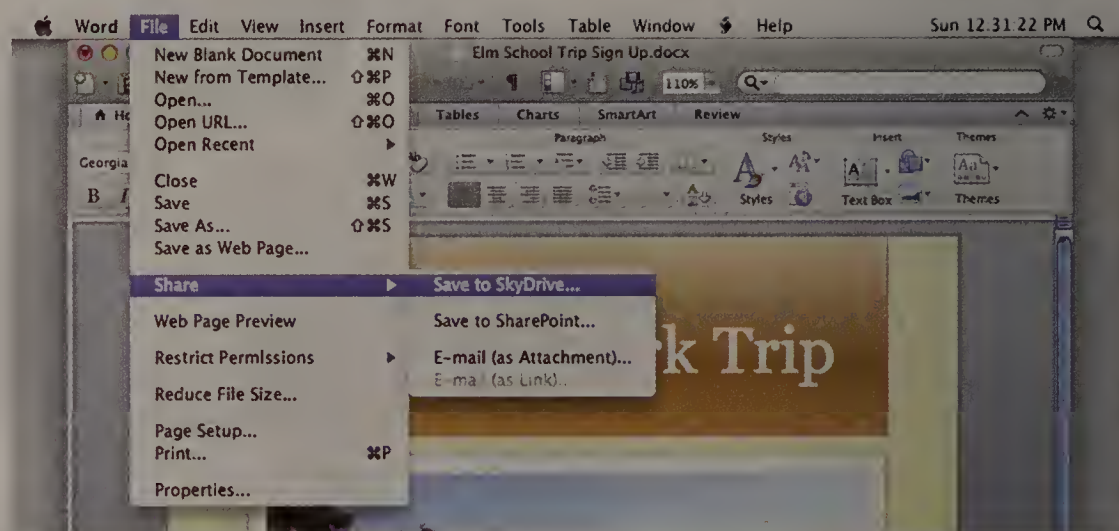 Word File Edit View Insert Format Font Tools Table Window Help Sun 12:31:22 PM
Elm School Trip Sign Up.docx
110%
Tables Charts SmartArt Review
Paragraph Styles Insert Themes
Georgia
B I
Styles Text Box Themes
New Blank Document ⌘N
New from Template... ⇧⌘P
Open... ⌘O
Open URL... ⇧⌘O
Open Recent
Close ⌘W
Save ⌘S
Save As... ⇧⌘S
Save as Web Page...
Share
Web Page Preview
Restrict Permissions
Reduce File Size...
Page Setup...
Print... ⌘P
Properties...
Save to SkyDrive...
Save to SharePoint...
E-mail (as Attachment)...
E-mail (as Link)...
rk Trip